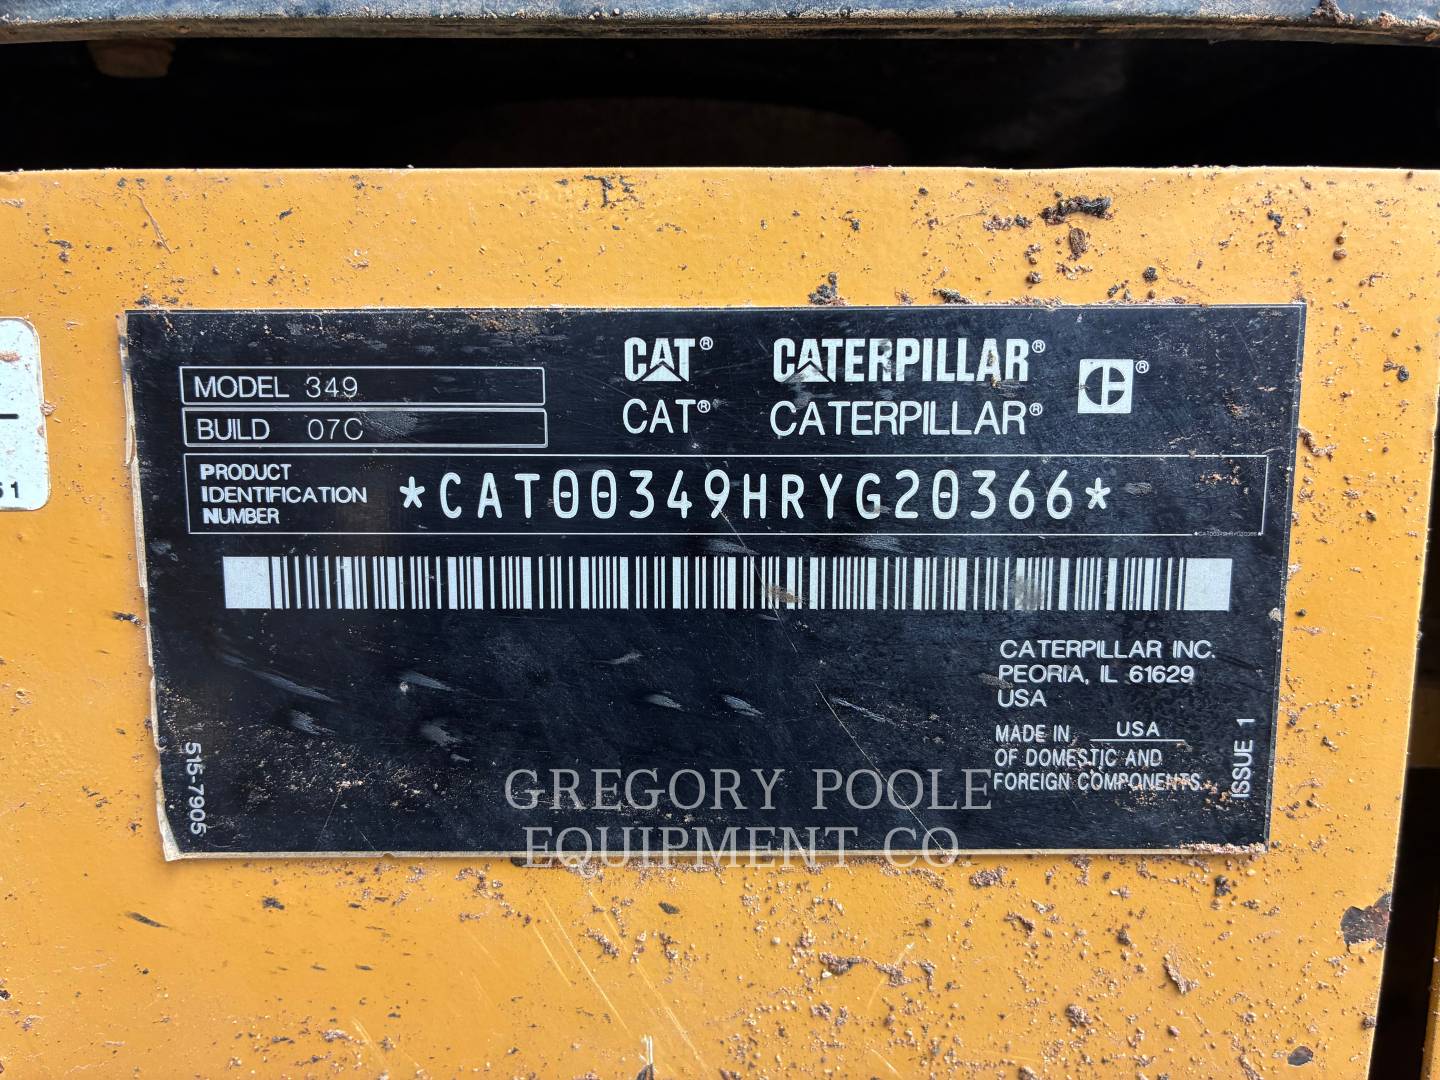 MODEL 349
BUILD 07C
CAT® CATERPILLAR® ®
CAT® CATERPILLAR®
PRODUCT
IDENTIFICATION
NUMBER
*CAT00349HRYG20366*
CATERPILLAR INC.
PEORIA, IL 61629
USA
MADE IN USA
OF DOMESTIC AND
FOREIGN COMPONENTS.
ISSUE 1
515-7905
51
GREGORY POOLE
EQUIPMENT CO.